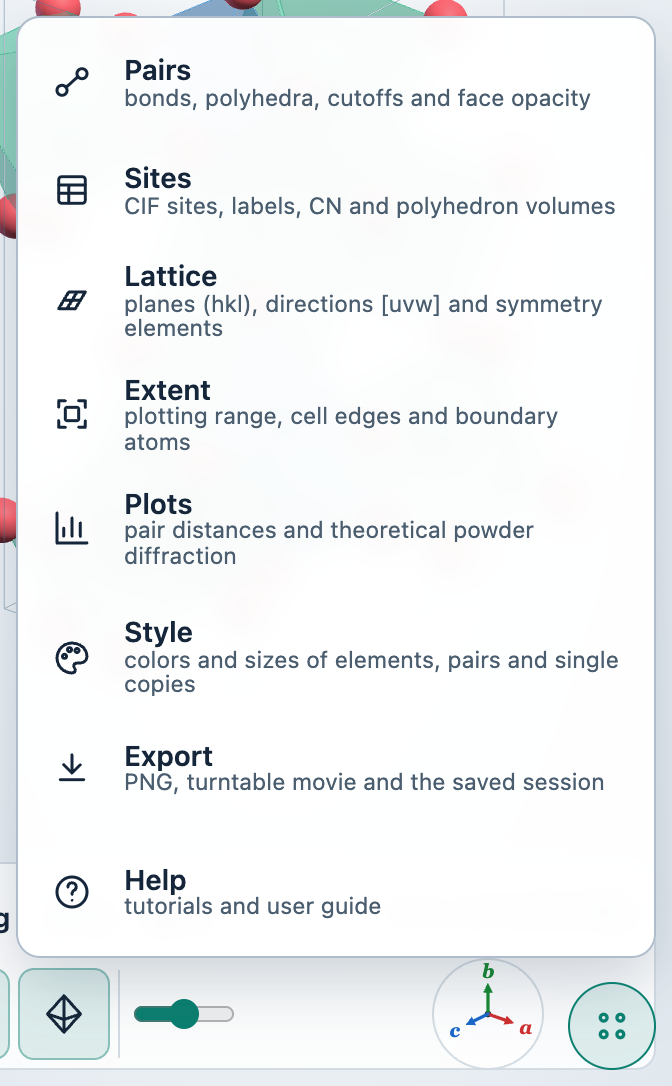 Pairs
bonds, polyhedra, cutoffs and face opacity
Sites
CIF sites, labels, CN and polyhedron volumes
Lattice
planes (hkl), directions [uvw] and symmetry
elements
Extent
plotting range, cell edges and boundary
atoms
Plots
pair distances and theoretical powder
diffraction
Style
colors and sizes of elements, pairs and single
copies
Export
PNG, turntable movie and the saved session
Help
tutorials and user guide
g
b
c
a